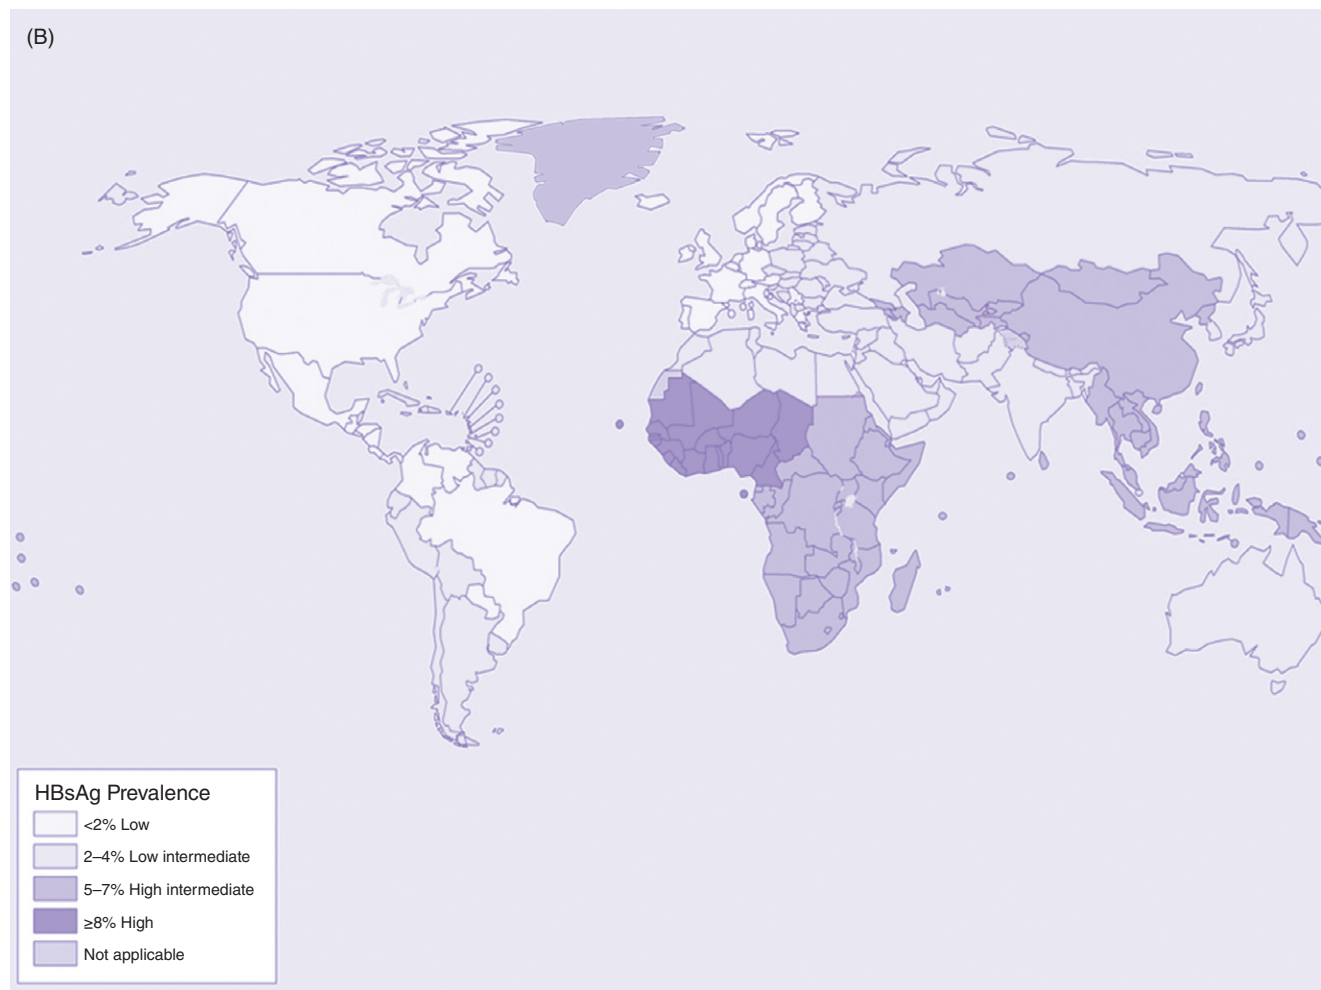 (B)
HBsAg Prevalence
<2% Low
2–4% Low intermediate
5–7% High intermediate
≥8% High
Not applicable